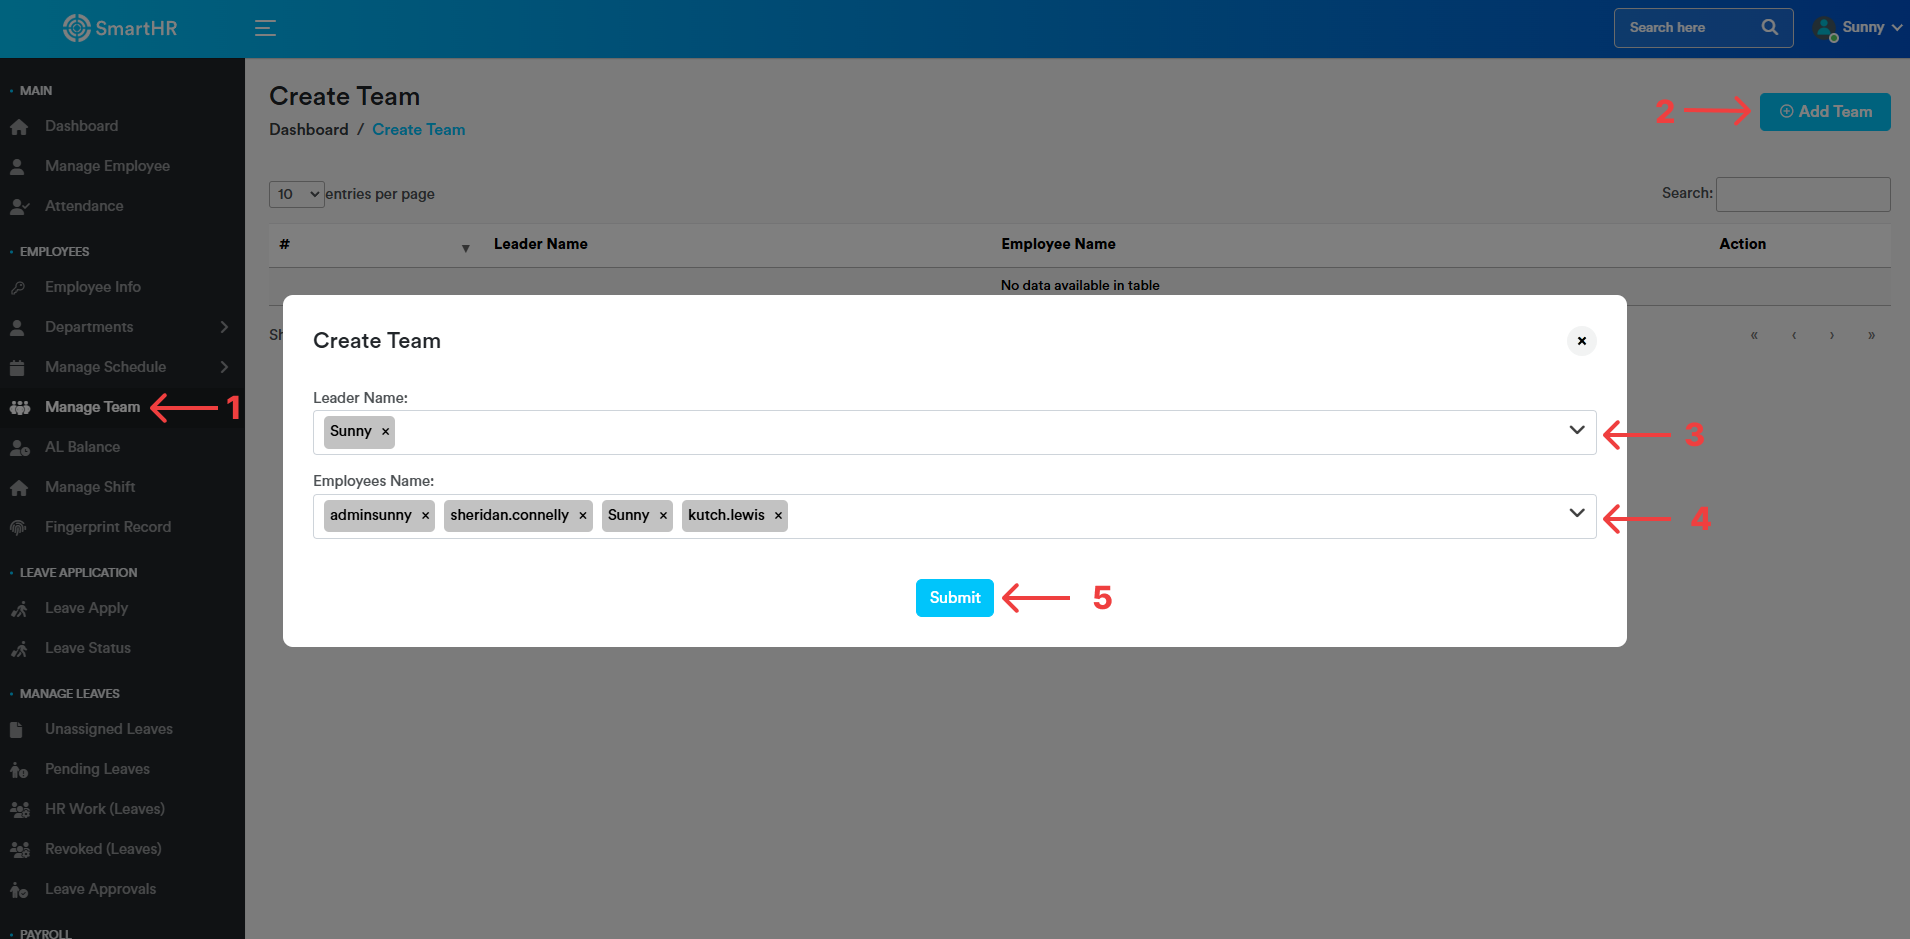 SmartHR
Search here
Sunny
MAIN
Dashboard
Manage Employee
Attendance
EMPLOYEES
Employee Info
Departments
Manage Schedule
Manage Team
1
AL Balance
Manage Shift
Fingerprint Record
LEAVE APPLICATION
Leave Apply
Leave Status
MANAGE LEAVES
Unassigned Leaves
Pending Leaves
HR Work (Leaves)
Revoked (Leaves)
Leave Approvals
PAYROLL
Create Team
Dashboard / Create Team
2
Add Team
10 entries per page
Search:
# Leader Name Employee Name Action
No data available in table
Sh
« ‹ › »
Create Team
×
Leader Name:
Sunny ×
3
Employees Name:
adminsunny × sheridan.connelly × Sunny × kutch.lewis ×
4
Submit
5